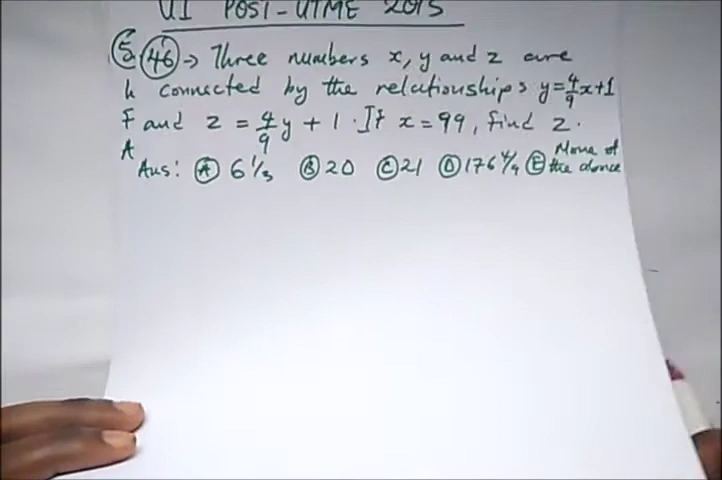 UI POST-UTME 2015
5 46 → Three numbers x, y and z are
connected by the relationships y=4/9x+1
F and z = 4/9y + 1. If x = 99, find z.
A
Ans: A 6 1/3 B 20 C 21 D 176 4/9 E None of the above